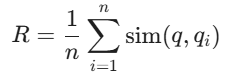 R = \frac{1}{n} \sum_{i=1}^{n} \text{sim}(q, q_i)